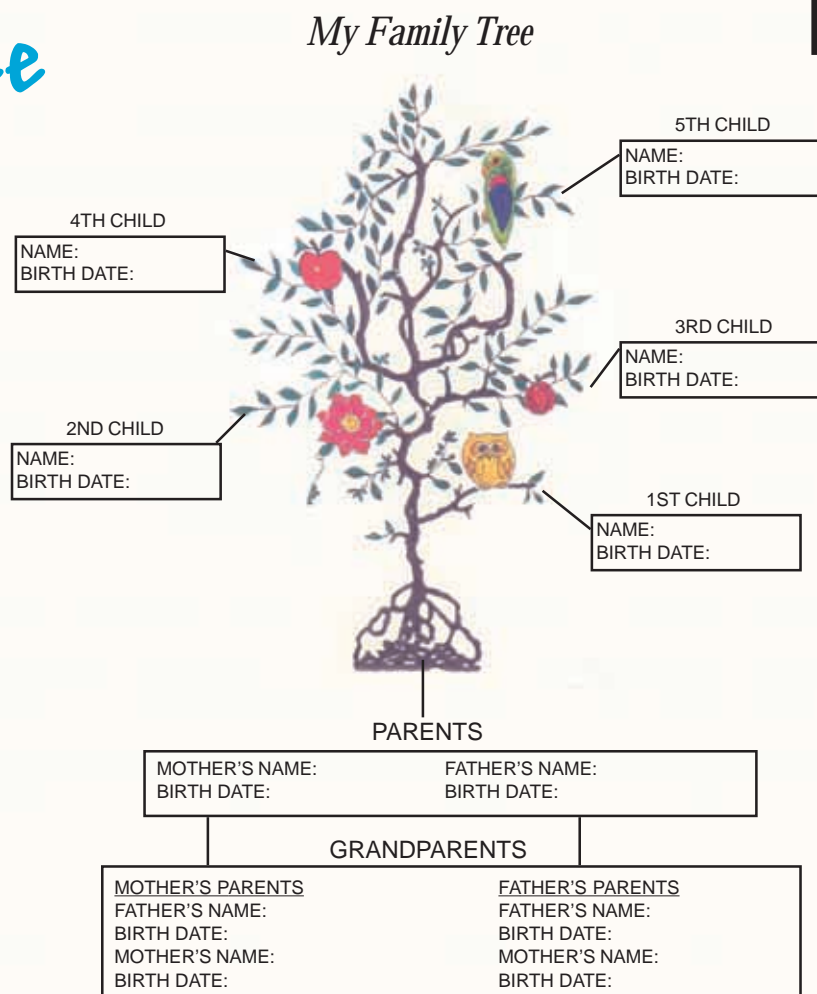 My Family Tree
5TH CHILD
NAME:
BIRTH DATE:
4TH CHILD
NAME:
BIRTH DATE:
3RD CHILD
NAME:
BIRTH DATE:
2ND CHILD
NAME:
BIRTH DATE:
1ST CHILD
NAME:
BIRTH DATE:
PARENTS
MOTHER'S NAME: FATHER'S NAME:
BIRTH DATE: BIRTH DATE:
GRANDPARENTS
MOTHER'S PARENTS FATHER'S PARENTS
FATHER'S NAME: FATHER'S NAME:
BIRTH DATE: BIRTH DATE:
MOTHER'S NAME: MOTHER'S NAME:
BIRTH DATE: BIRTH DATE: